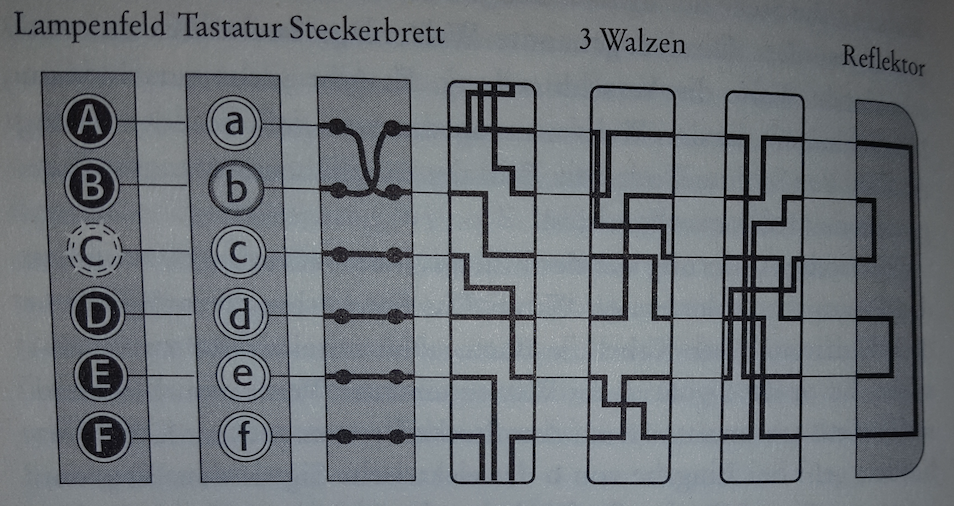 Lampenfeld Tastatur Steckerbrett 3 Walzen Reflektor
A a
B b
C c
D d
E e
F f